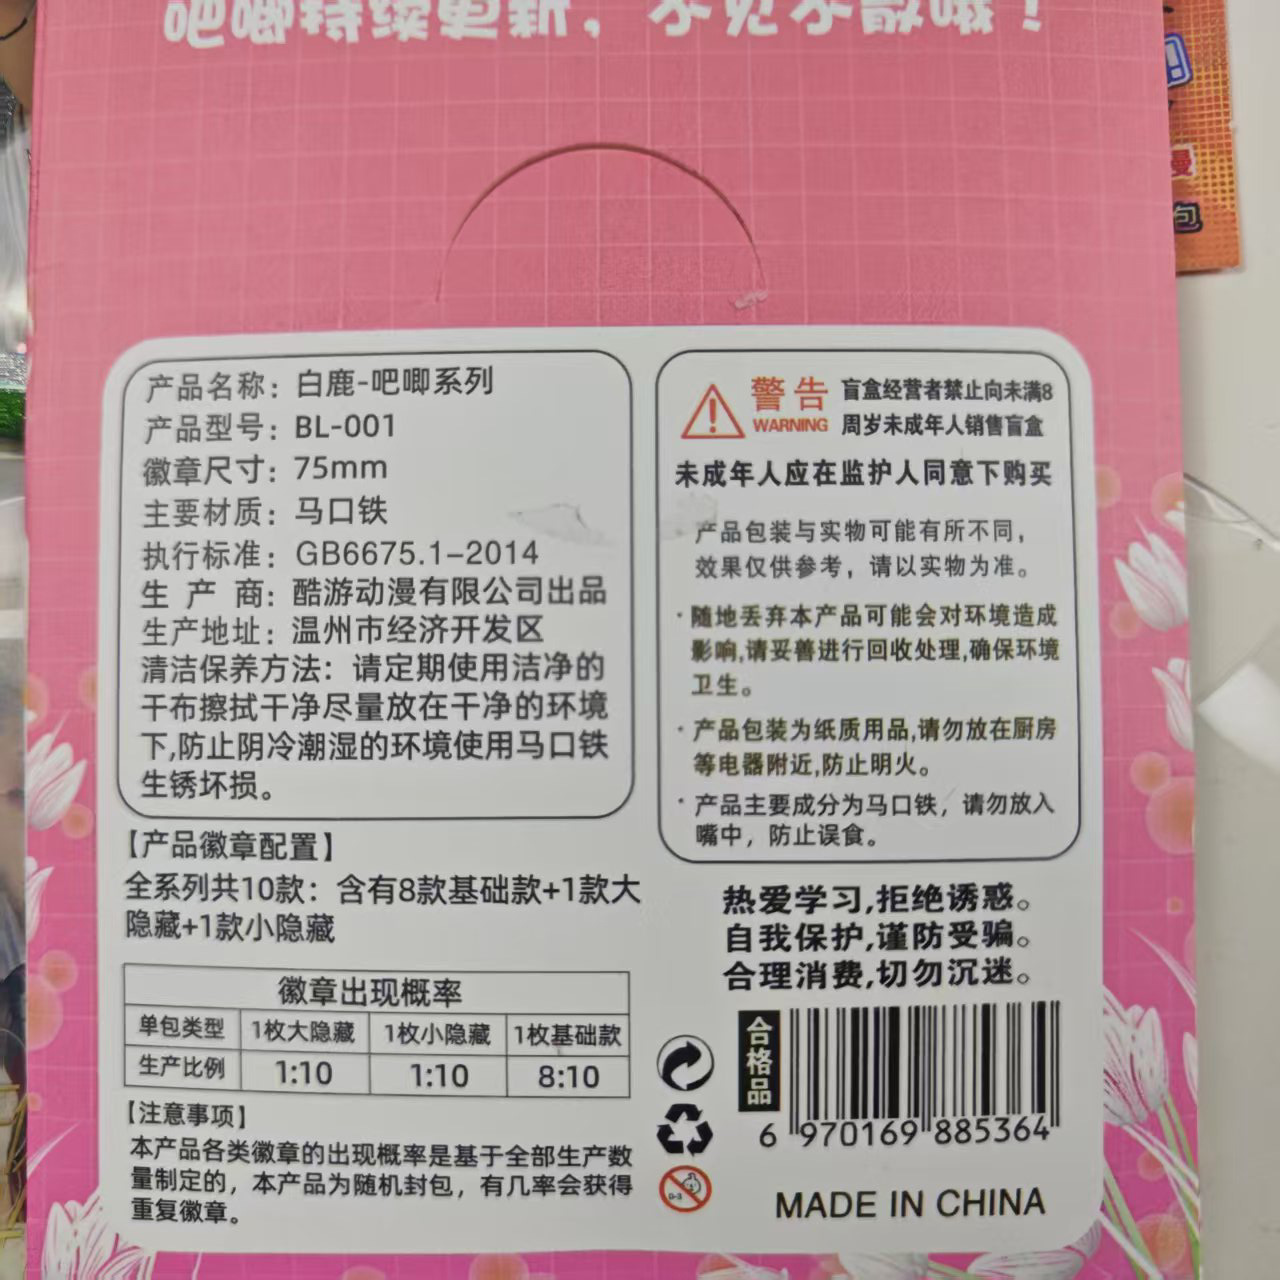 吧唧持续更新，不见不散哦！
产品名称：白鹿-吧唧系列
产品型号：BL-001
徽章尺寸：75mm
主要材质：马口铁
执行标准：GB6675.1-2014
生 产 商：酷游动漫有限公司出品
生产地址：温州市经济开发区
清洁保养方法：请定期使用洁净的
干布擦拭干净尽量放在干净的环境
下,防止阴冷潮湿的环境使用马口铁
生锈坏损。
【产品徽章配置】
全系列共10款：含有8款基础款+1款大
隐藏+1款小隐藏
徽章出现概率
单包类型 1枚大隐藏 1枚小隐藏 1枚基础款
生产比例 1:10 1:10 8:10
【注意事项】
本产品各类徽章的出现概率是基于全部生产数
量制定的，本产品为随机封包，有几率会获得
重复徽章。
警告
WARNING
盲盒经营者禁止向未满8
周岁未成年人销售盲盒
未成年人应在监护人同意下购买
产品包装与实物可能有所不同，
效果仅供参考，请以实物为准。
·随地丢弃本产品可能会对环境造成
影响,请妥善进行回收处理,确保环境
卫生。
·产品包装为纸质用品,请勿放在厨房
等电器附近,防止明火。
·产品主要成分为马口铁，请勿放入
嘴中，防止误食。
热爱学习,拒绝诱惑。
自我保护,谨防受骗。
合理消费,切勿沉迷。
合格品
6 970169 885364
0-3
MADE IN CHINA
包